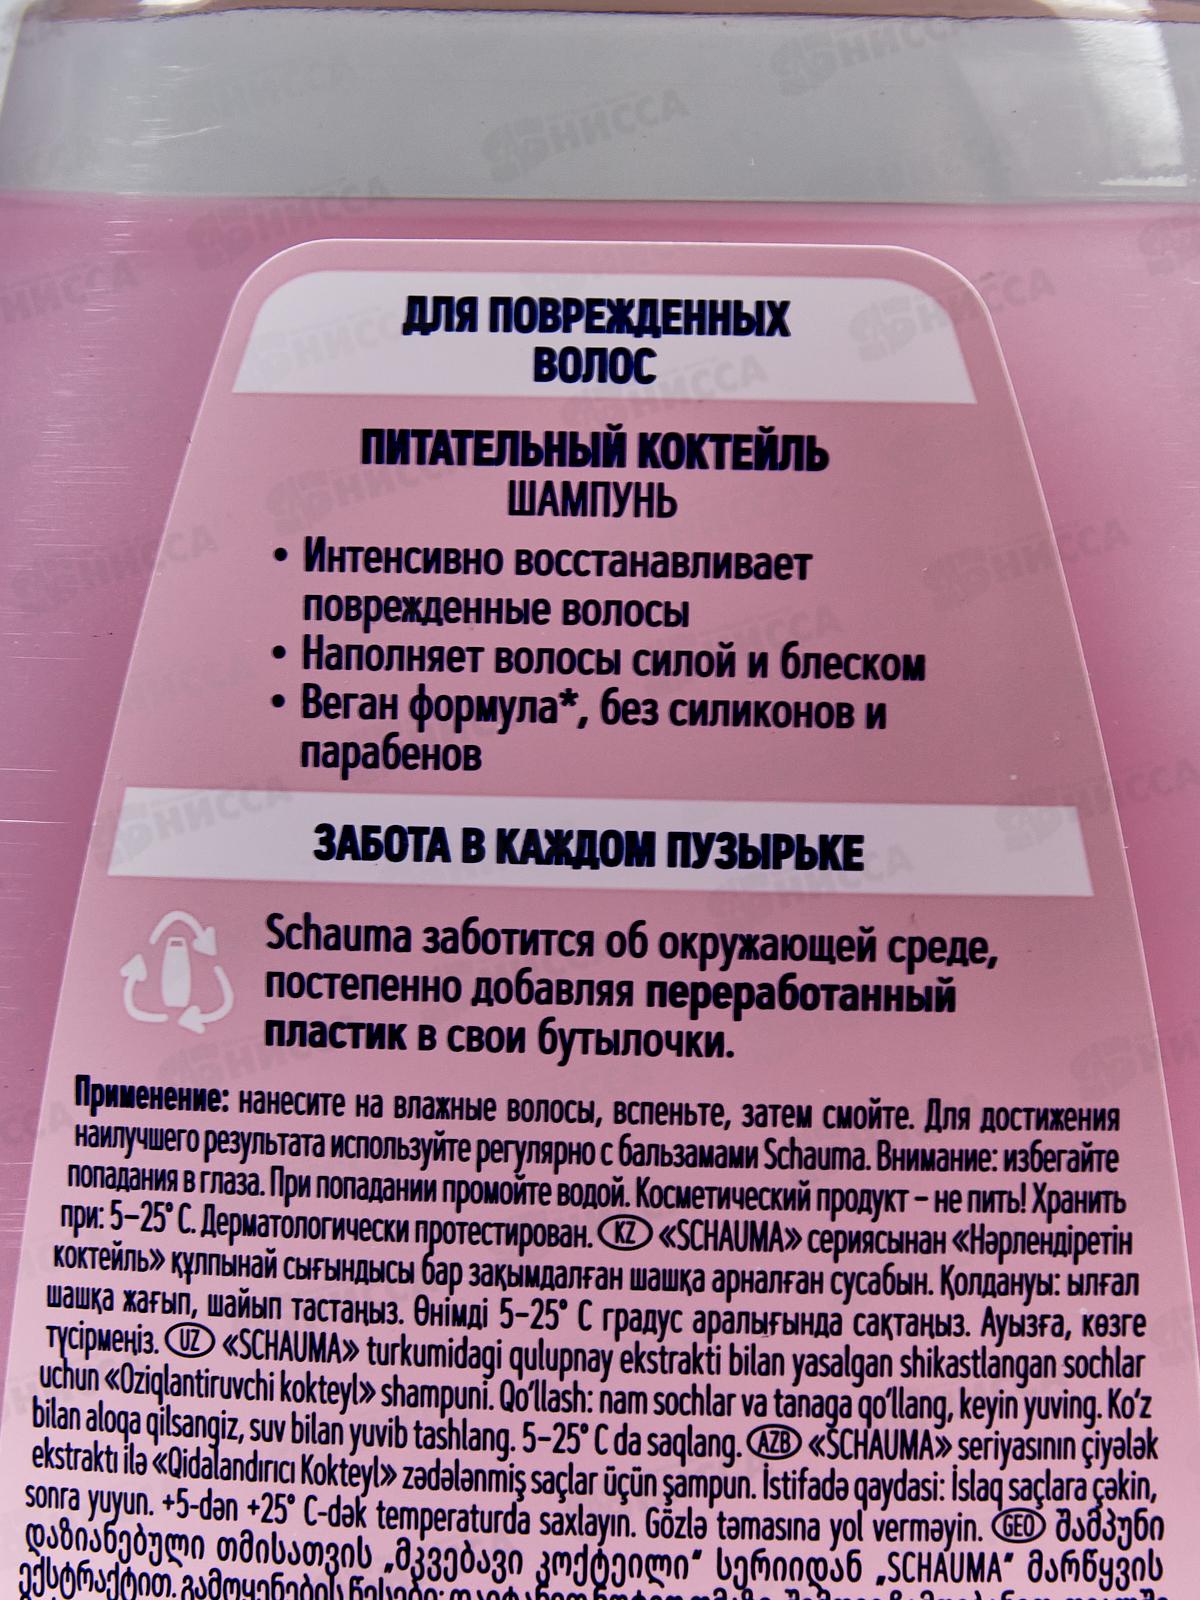 ДЛЯ ПОВРЕЖДЕННЫХ
ВОЛОС
ПИТАТЕЛЬНЫЙ КОКТЕЙЛЬ
ШАМПУНЬ
• Интенсивно восстанавливает
поврежденные волосы
• Наполняет волосы силой и блеском
• Веган формула*, без силиконов и
парабенов
ЗАБОТА В КАЖДОМ ПУЗЫРЬКЕ
Schauma заботится об окружающей среде,
постепенно добавляя переработанный
пластик в свои бутылочки.
Применение: нанесите на влажные волосы, вспеньте, затем смойте. Для достижения
наилучшего результата используйте регулярно с бальзамами Schauma. Внимание: избегайте
попадания в глаза. При попадании промойте водой. Косметический продукт – не пить! Хранить
при: 5–25° С. Дерматологически протестирован. KZ «SCHAUMA» сериясынан «Нәрлендіретін
коктейль» құлпынай сығындысы бар зақымдалған шашқа арналған сусабын. Қолдануы: ылғал
шашқа жағып, шайып тастаңыз. Өнімді 5–25° С градус аралығында сақтаңыз. Ауызға, көзге
түсірмеңіз. UZ «SCHAUMA» turkumidagi qulupnay ekstrakti bilan yasalgan shikastlangan sochlar
uchun «Oziqlantiruvchi kokteyl» shampuni. Qo‘llash: nam sochlar va tanaga qo‘llang, keyin yuving. Ko‘z
bilan aloqa qilsangiz, suv bilan yuvib tashlang. 5–25° C da saqlang. AZB «SCHAUMA» seriyasının çiyələk
ekstraktı ilə «Qidalandırıcı Kokteyl» zədələnmiş saçlar üçün şampun. İstifadə qaydasi: İslaq saçlara çəkin,
sonra yuyun. +5-dən +25° C-dək temperaturda saxlayın. Gözlə təmasına yol verməyin. GEO შამპუნი
დაზიანებული თმისათვის „მკვებავი კოქტეილი“ სერიიდან „SCHAUMA“ მარწყვის
ექსტრაქტით. გამოყენების წესები:
НИССА